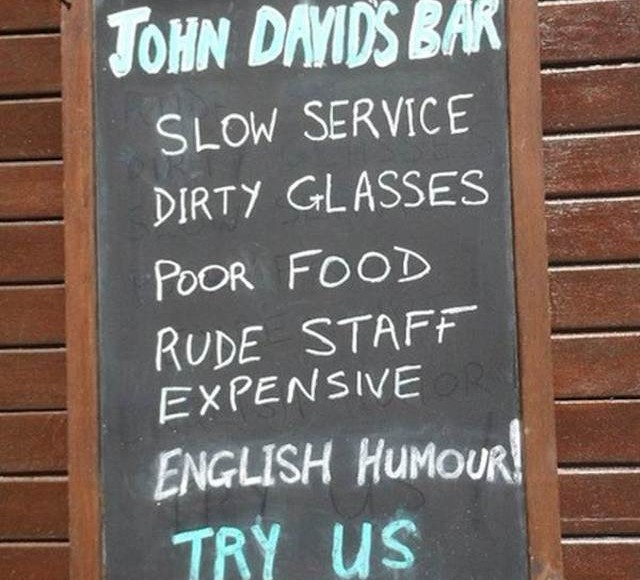 JOHN DAVID'S BAR
SLOW SERVICE
DIRTY GLASSES
POOR FOOD
RUDE STAFF
EXPENSIVE
ENGLISH HUMOUR!
TRY US